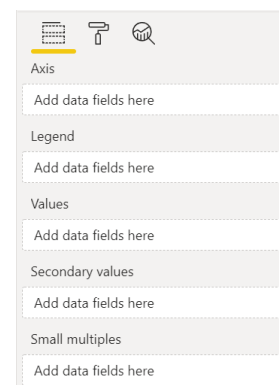 Axis
Add data fields here
Legend
Add data fields here
Values
Add data fields here
Secondary values
Add data fields here
Small multiples
Add data fields here